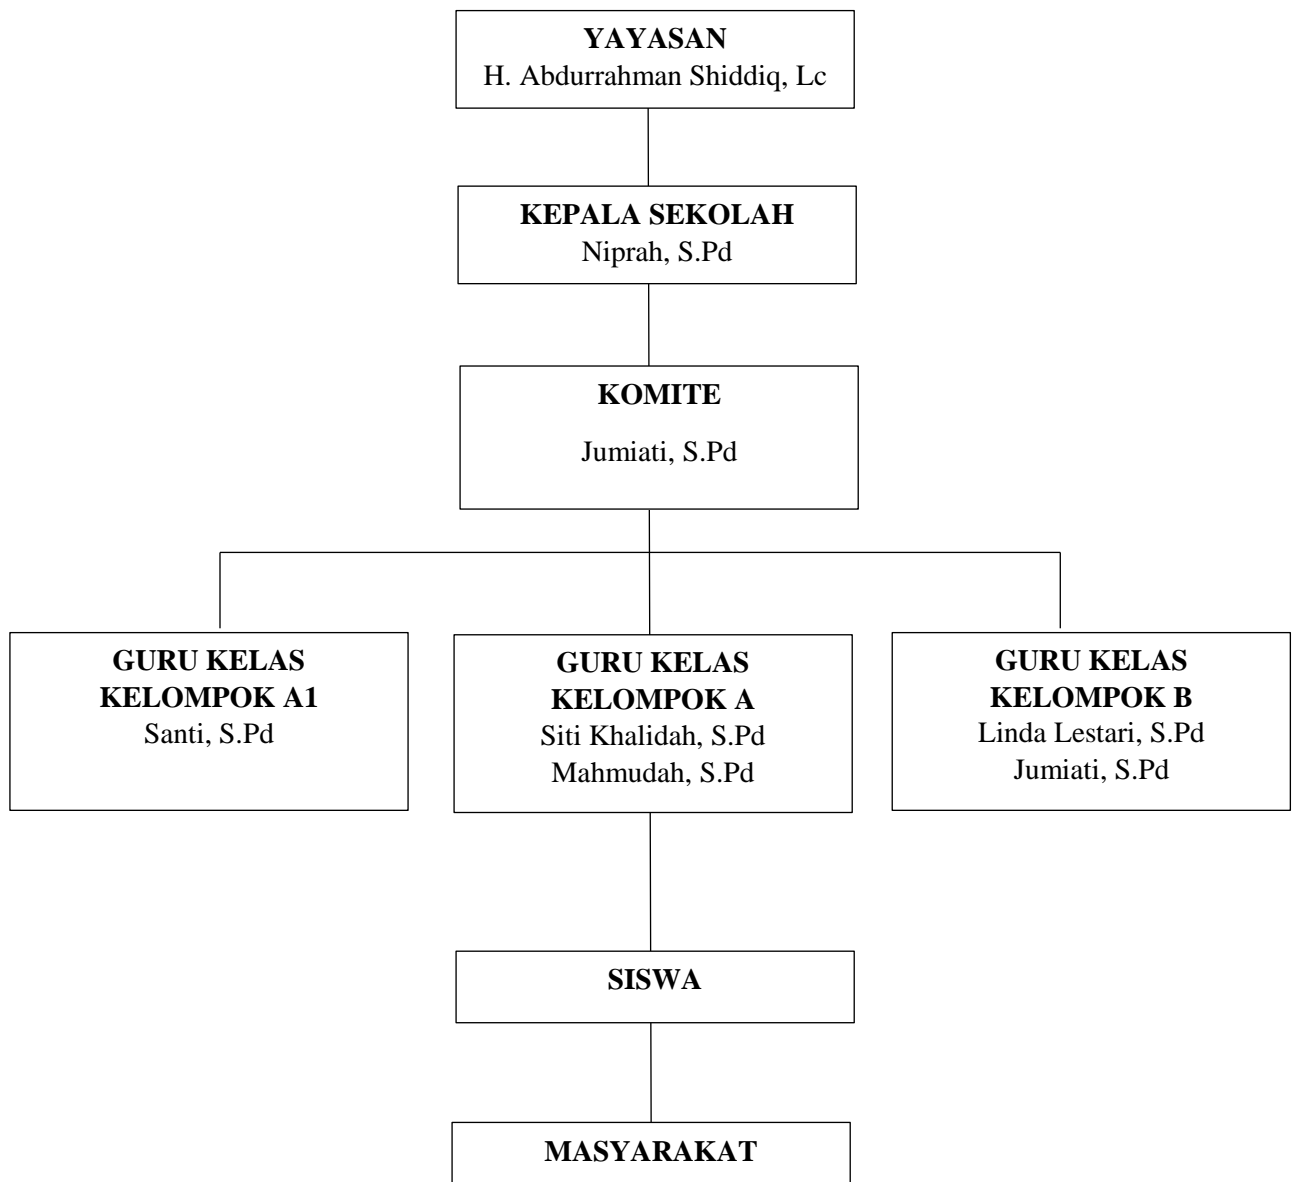 YAYASAN
H. Abdurrahman Shiddiq, Lc
KEPALA SEKOLAH
Niprah, S.Pd
KOMITE
Jumiati, S.Pd
GURU KELAS
KELOMPOK A1
Santi, S.Pd
GURU KELAS
KELOMPOK A
Siti Khalidah, S.Pd
Mahmudah, S.Pd
GURU KELAS
KELOMPOK B
Linda Lestari, S.Pd
Jumiati, S.Pd
SISWA
MASYARAKAT